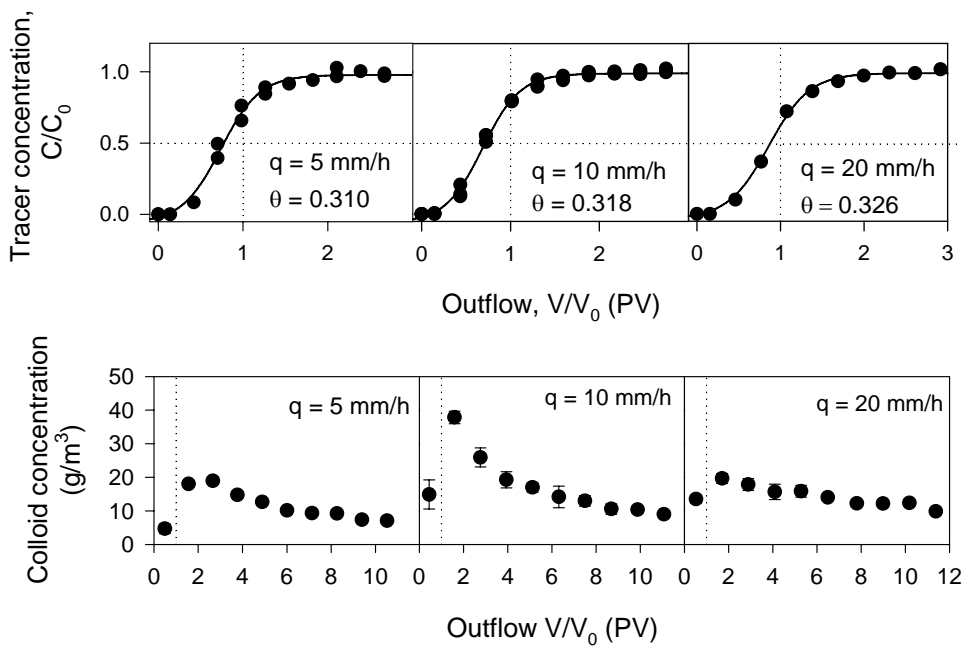 Tracer concentration,
C/C₀
1.0
0.5
0.0
q = 5 mm/h
θ = 0.310
q = 10 mm/h
θ = 0.318
q = 20 mm/h
θ = 0.326
0 1 2 0 1 2 0 1 2 3
Outflow, V/V₀ (PV)
Colloid concentration
(g/m³)
50
40
30
20
10
0
q = 5 mm/h
q = 10 mm/h
q = 20 mm/h
0 2 4 6 8 10 0 2 4 6 8 10 0 2 4 6 8 10 12
Outflow V/V₀ (PV)